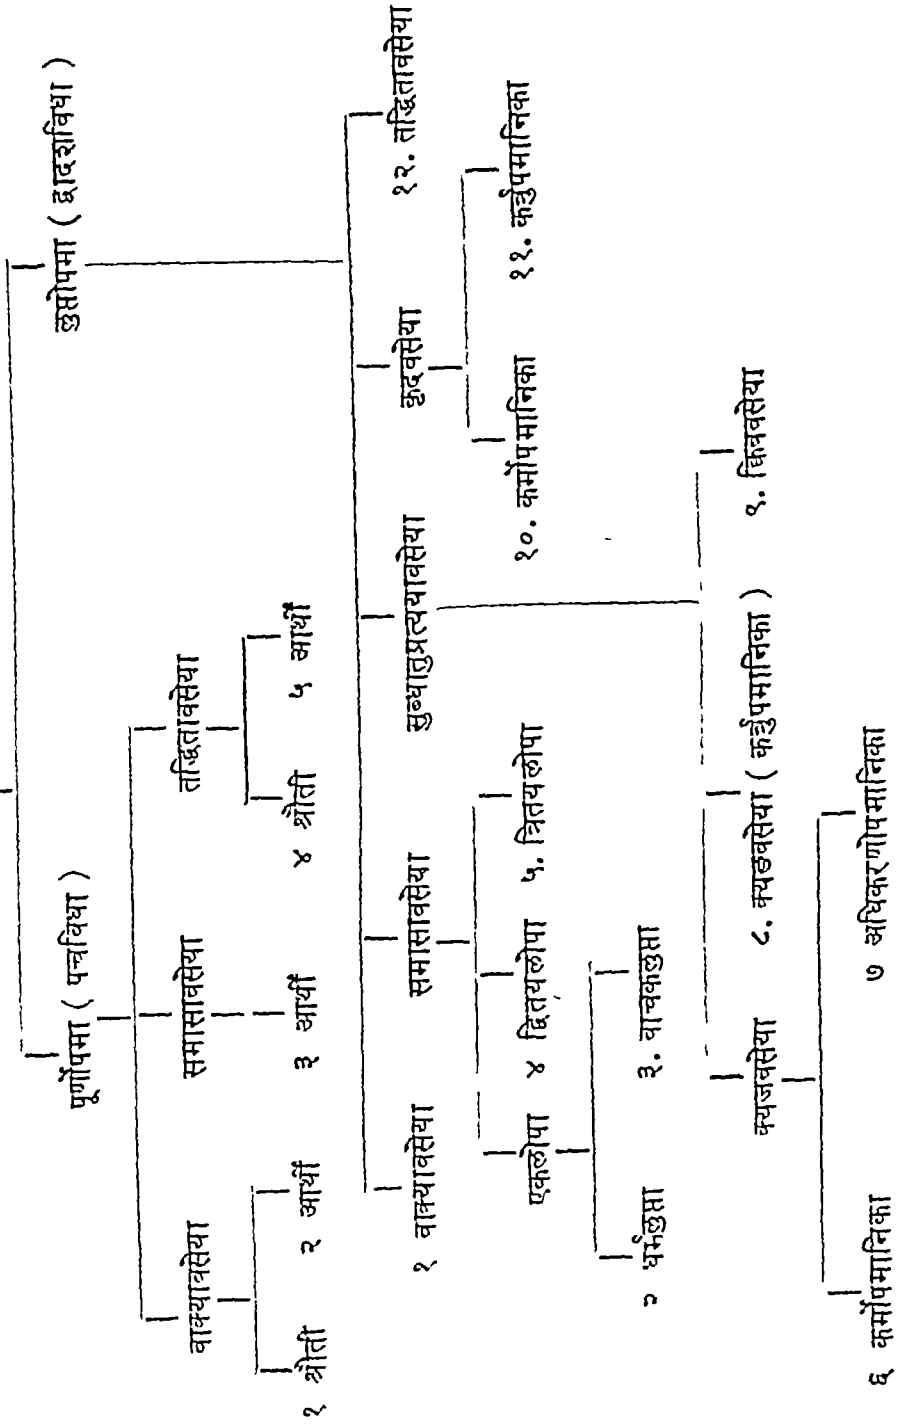 पूर्णोपमा ( पञ्चविधा ) लुप्तोपमा ( द्वादशविधा )
वाक्यावसेया समासावसेया तद्धितावसेया
१ श्रौती २ आर्थी ३ आर्थी ४ श्रौती ५ आर्थी
१ वाक्यावसेया समासावसेया सुब्धातुप्रत्ययावसेया कृदवसेया १२. तद्धितावसेया
एकलोपा ४ द्वितयलोपा ५. त्रितयलोपा १०. कर्मोपमानिका ११. कर्त्रुपमानिका
२ धर्मलुप्ता ३. वाचकलुप्ता
क्यजवसेया ८. क्यङवसेया ( कर्त्रुपमानिका ) ९. क्विबवसेया
६ कर्मोपमानिका ७ अधिकरणोपमानिका